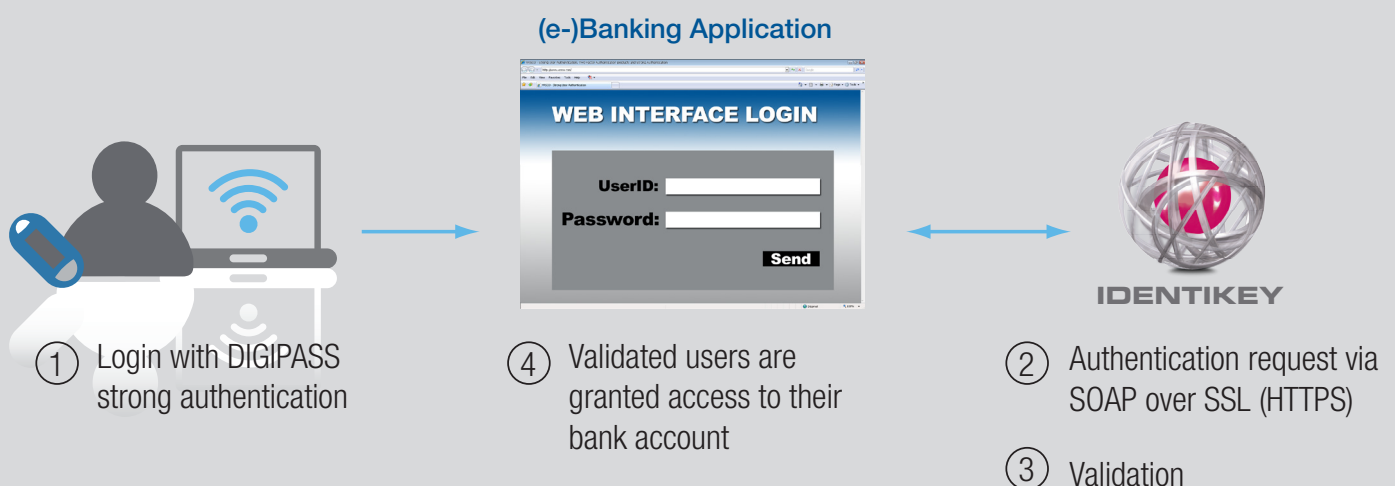 (e-)Banking Application
WEB INTERFACE LOGIN
UserID:
Password:
Send
IDENTIKEY
1 Login with DIGIPASS
strong authentication
4 Validated users are
granted access to their
bank account
2 Authentication request via
SOAP over SSL (HTTPS)
3 Validation